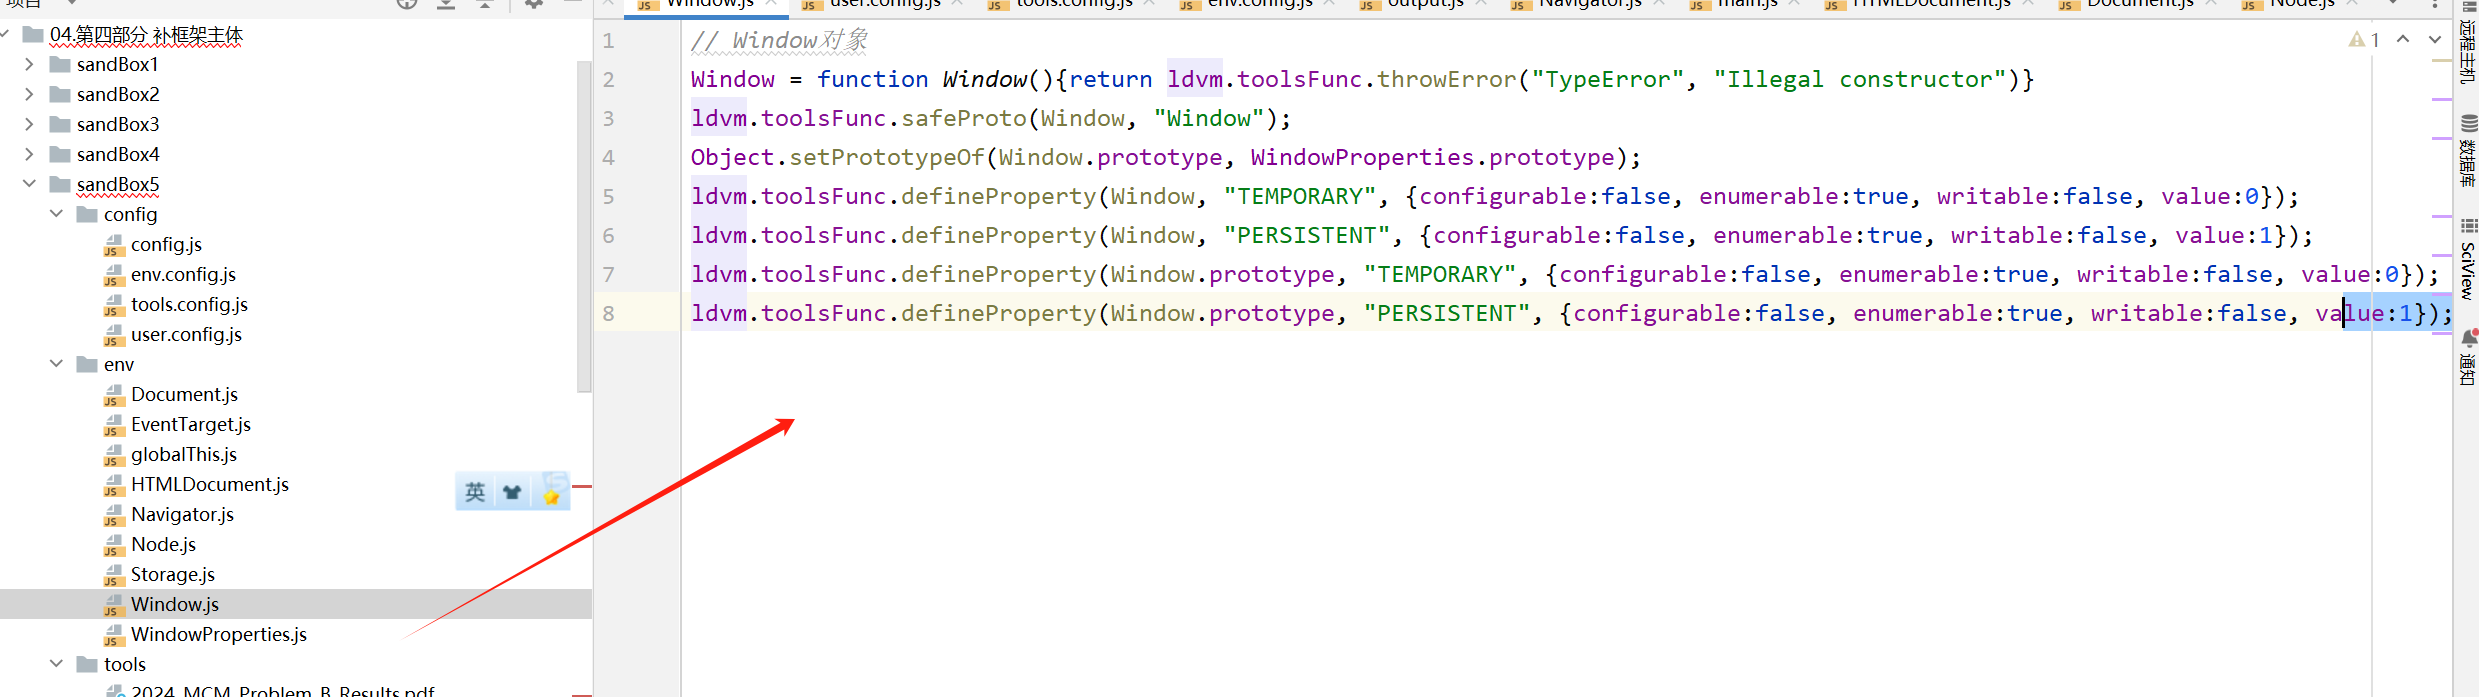 项目
Window.js
user.config.js
tools.config.js
env.config.js
output.js
Navigator.js
main.js
HTMLDocument.js
Document.js
Node.js
04.第四部分 补框架主体
sandBox1
sandBox2
sandBox3
sandBox4
sandBox5
config
config.js
env.config.js
tools.config.js
user.config.js
env
Document.js
EventTarget.js
globalThis.js
HTMLDocument.js
Navigator.js
Node.js
Storage.js
Window.js
WindowProperties.js
tools
2024_MCM_Problem_B_Results.pdf
英
1 // Window对象
2 Window = function Window(){return ldvm.toolsFunc.throwError("TypeError", "Illegal constructor")}
3 ldvm.toolsFunc.safeProto(Window, "Window");
4 Object.setPrototypeOf(Window.prototype, WindowProperties.prototype);
5 ldvm.toolsFunc.defineProperty(Window, "TEMPORARY", {configurable:false, enumerable:true, writable:false, value:0});
6 ldvm.toolsFunc.defineProperty(Window, "PERSISTENT", {configurable:false, enumerable:true, writable:false, value:1});
7 ldvm.toolsFunc.defineProperty(Window.prototype, "TEMPORARY", {configurable:false, enumerable:true, writable:false, value:0});
8 ldvm.toolsFunc.defineProperty(Window.prototype, "PERSISTENT", {configurable:false, enumerable:true, writable:false, value:1});
1
远程主机
数据库
SciView
通知